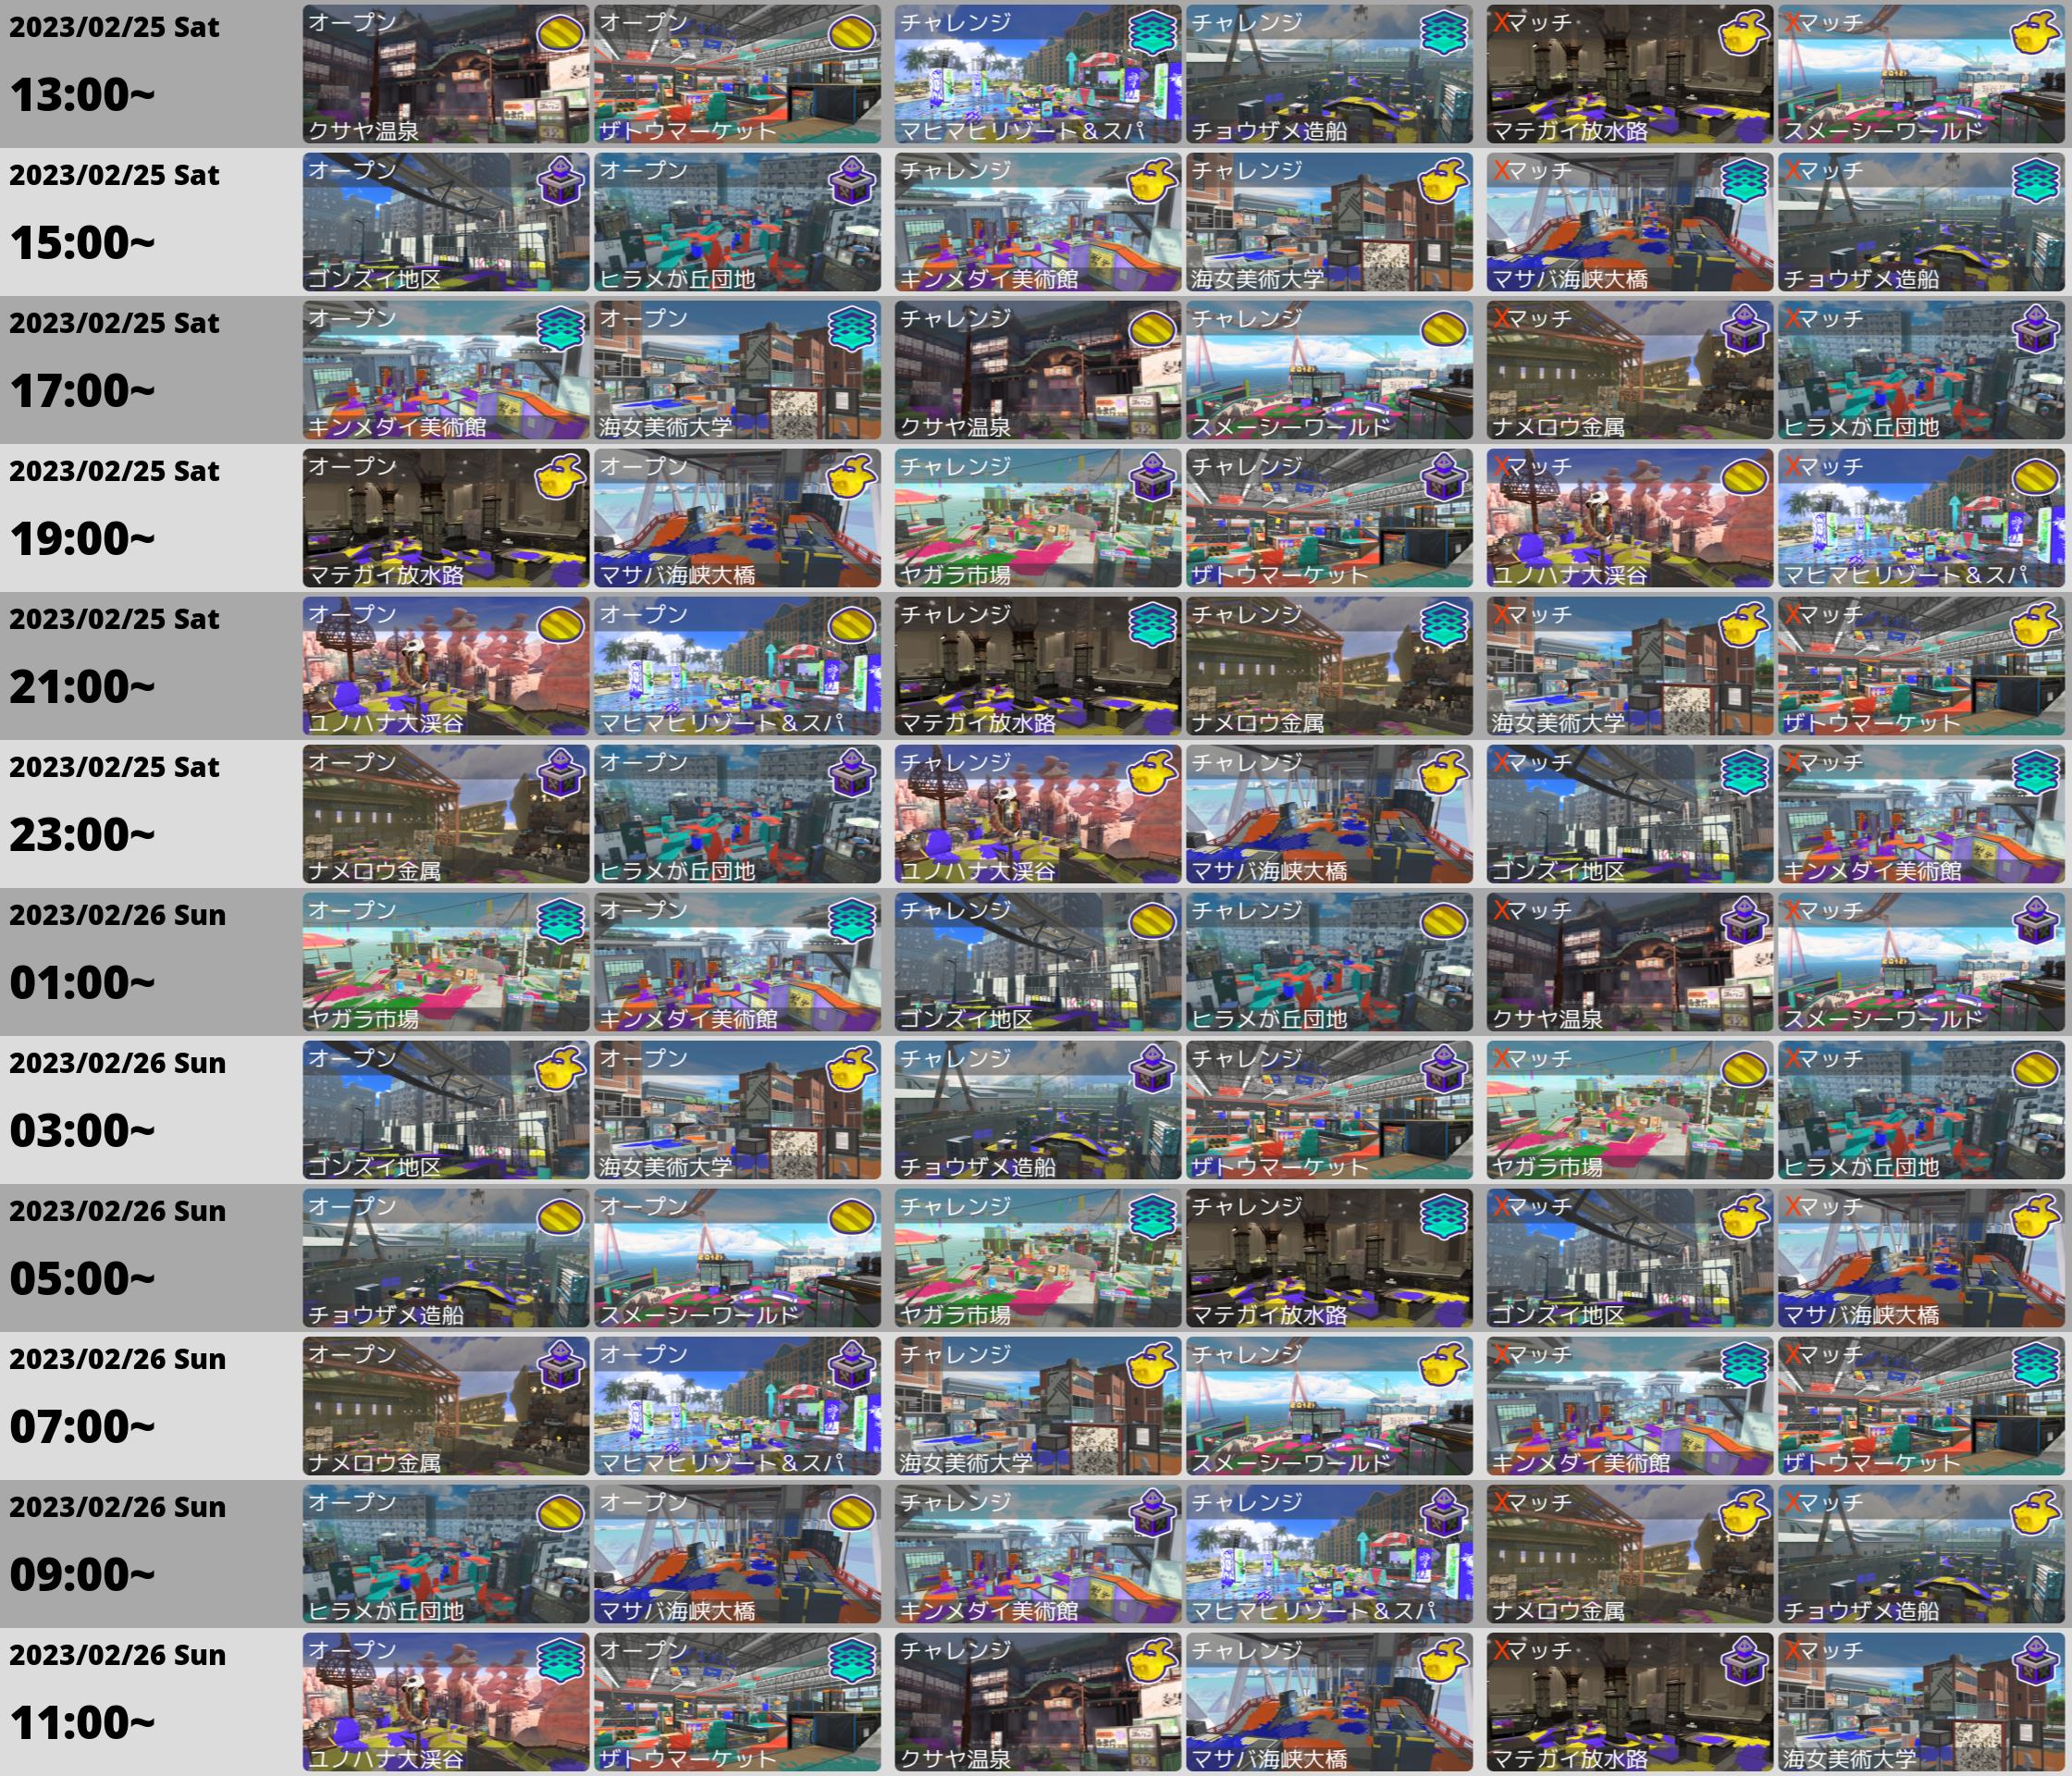 2023/02/25 Sat
13:00~
オープン オープン チャレンジ チャレンジ Xマッチ Xマッチ
クサヤ温泉 ザトウマーケット マヒマヒリゾート＆スパ チョウザメ造船 マテガイ放水路 スメーシーワールド
2023/02/25 Sat
15:00~
オープン オープン チャレンジ チャレンジ Xマッチ Xマッチ
ゴンズイ地区 ヒラメが丘団地 キンメダイ美術館 海女美術大学 マサバ海峡大橋 チョウザメ造船
2023/02/25 Sat
17:00~
オープン オープン チャレンジ チャレンジ Xマッチ Xマッチ
キンメダイ美術館 海女美術大学 クサヤ温泉 スメーシーワールド ナメロウ金属 ヒラメが丘団地
2023/02/25 Sat
19:00~
オープン オープン チャレンジ チャレンジ Xマッチ Xマッチ
マテガイ放水路 マサバ海峡大橋 ヤガラ市場 ザトウマーケット ユノハナ大渓谷 マヒマヒリゾート＆スパ
2023/02/25 Sat
21:00~
オープン オープン チャレンジ チャレンジ Xマッチ Xマッチ
ユノハナ大渓谷 マヒマヒリゾート＆スパ マテガイ放水路 ナメロウ金属 海女美術大学 ザトウマーケット
2023/02/25 Sat
23:00~
オープン オープン チャレンジ チャレンジ Xマッチ Xマッチ
ナメロウ金属 ヒラメが丘団地 ユノハナ大渓谷 マサバ海峡大橋 ゴンズイ地区 キンメダイ美術館
2023/02/26 Sun
01:00~
オープン オープン チャレンジ チャレンジ Xマッチ Xマッチ
ヤガラ市場 キンメダイ美術館 ゴンズイ地区 ヒラメが丘団地 クサヤ温泉 スメーシーワールド
2023/02/26 Sun
03:00~
オープン オープン チャレンジ チャレンジ Xマッチ Xマッチ
ゴンズイ地区 海女美術大学 チョウザメ造船 ザトウマーケット ヤガラ市場 ヒラメが丘団地
2023/02/26 Sun
05:00~
オープン オープン チャレンジ チャレンジ Xマッチ Xマッチ
チョウザメ造船 スメーシーワールド ヤガラ市場 マテガイ放水路 ゴンズイ地区 マサバ海峡大橋
2023/02/26 Sun
07:00~
オープン オープン チャレンジ チャレンジ Xマッチ Xマッチ
ナメロウ金属 マヒマヒリゾート＆スパ 海女美術大学 スメーシーワールド キンメダイ美術館 ザトウマーケット
2023/02/26 Sun
09:00~
オープン オープン チャレンジ チャレンジ Xマッチ Xマッチ
ヒラメが丘団地 マサバ海峡大橋 キンメダイ美術館 マヒマヒリゾート＆スパ ナメロウ金属 チョウザメ造船
2023/02/26 Sun
11:00~
オープン オープン チャレンジ チャレンジ Xマッチ Xマッチ
ユノハナ大渓谷 ザトウマーケット クサヤ温泉 マサバ海峡大橋 マテガイ放水路 海女美術大学